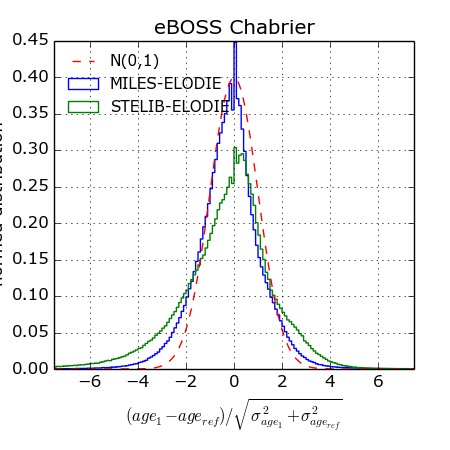 eBOSS Chabrier
0.45
0.40
0.35
0.30
0.25
0.20
0.15
0.10
0.05
0.00
N(0,1)
MILES-ELODIE
STELIB-ELODIE
−6 −4 −2 0 2 4 6
(age₁−age_ref)/√σ²_age₁+σ²_age_ref